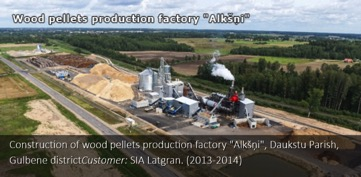 Wood pellets production factory "Alkšņi"
Construction of wood pellets production factory "Alkšņi", Daukstu Parish,
Gulbene districtCustomer: SIA Latgran. (2013-2014)